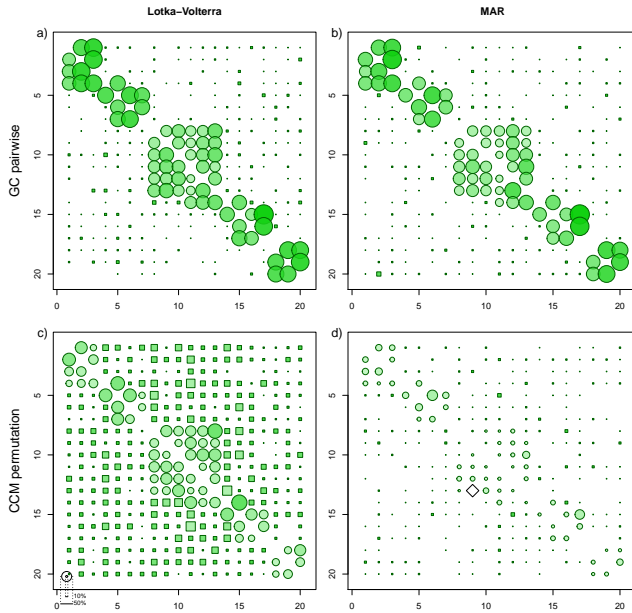 Lotka−Volterra MAR
a) b)
GC pairwise
5 5
10 10
15 15
20 20
0 5 10 15 20 0 5 10 15 20
c) d)
CCM permutation
5 5
10 10
15 15
20 20
10%
50%
0 5 10 15 20 0 5 10 15 20